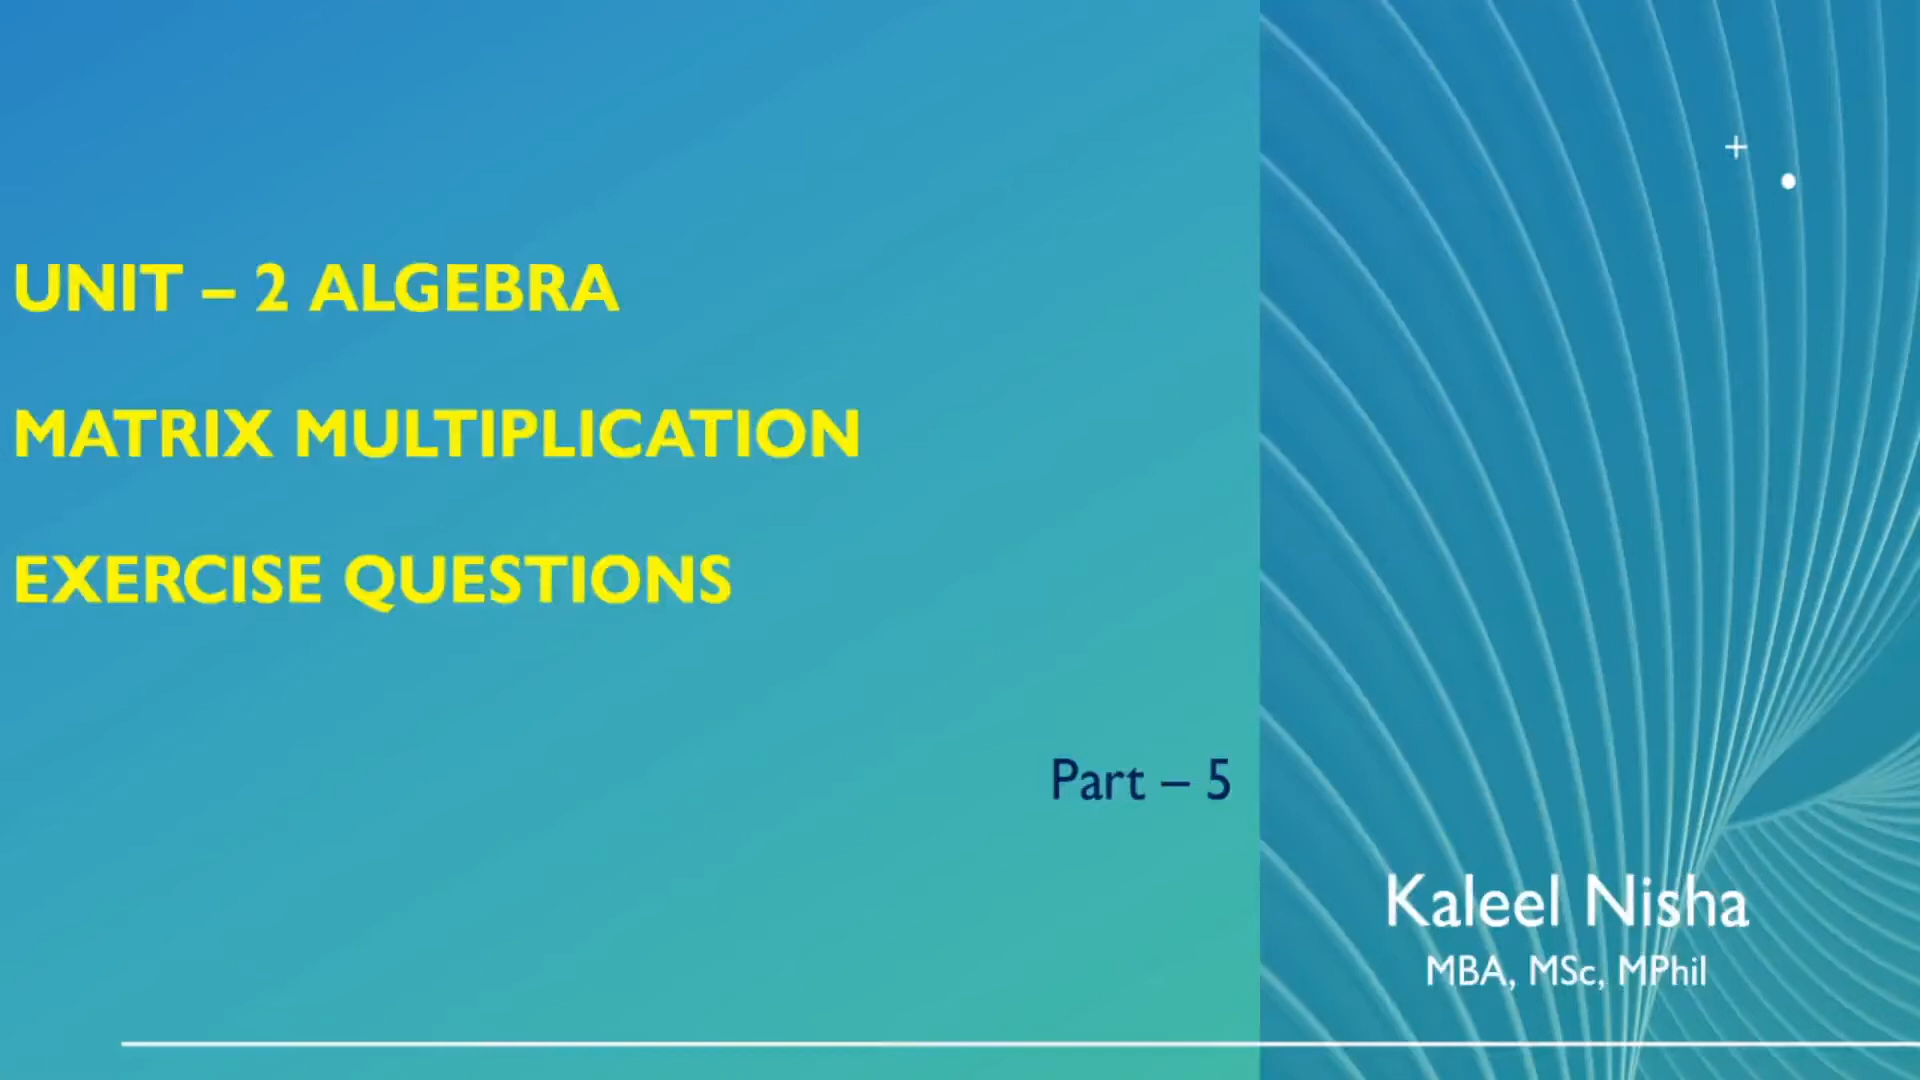 UNIT – 2 ALGEBRA
MATRIX MULTIPLICATION
EXERCISE QUESTIONS
Part – 5
Kaleel Nisha
MBA, MSc, MPhil